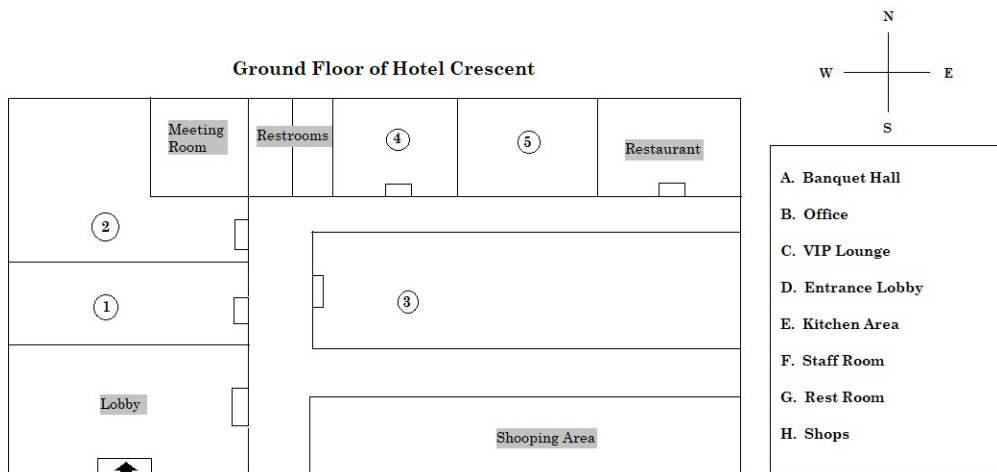 N
Ground Floor of Hotel Crescent
W
E
S
Meeting
Room
Restrooms
4
5
Restaurant
2
1
3
Lobby
Shooping Area
A. Banquet Hall
B. Office
C. VIP Lounge
D. Entrance Lobby
E. Kitchen Area
F. Staff Room
G. Rest Room
H. Shops